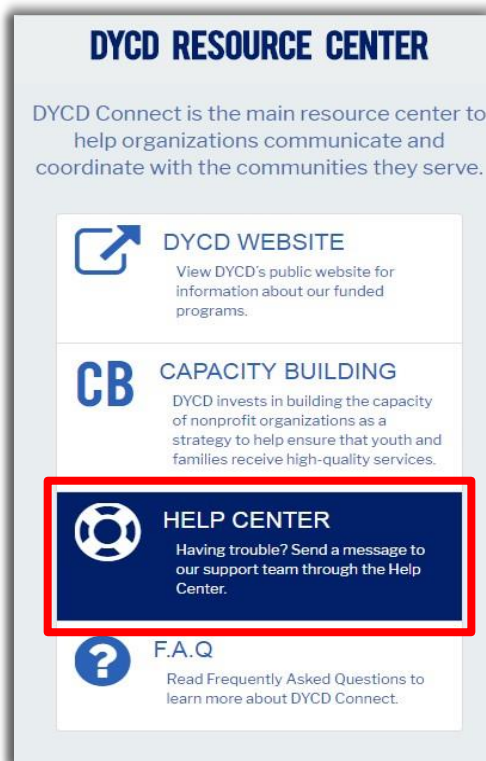 DYCD RESOURCE CENTER
DYCD Connect is the main resource center to
help organizations communicate and
coordinate with the communities they serve.
DYCD WEBSITE
View DYCD's public website for
information about our funded
programs.
CB
CAPACITY BUILDING
DYCD invests in building the capacity
of nonprofit organizations as a
strategy to help ensure that youth and
families receive high-quality services.
HELP CENTER
Having trouble? Send a message to
our support team through the Help
Center.
?
F.A.Q
Read Frequently Asked Questions to
learn more about DYCD Connect.